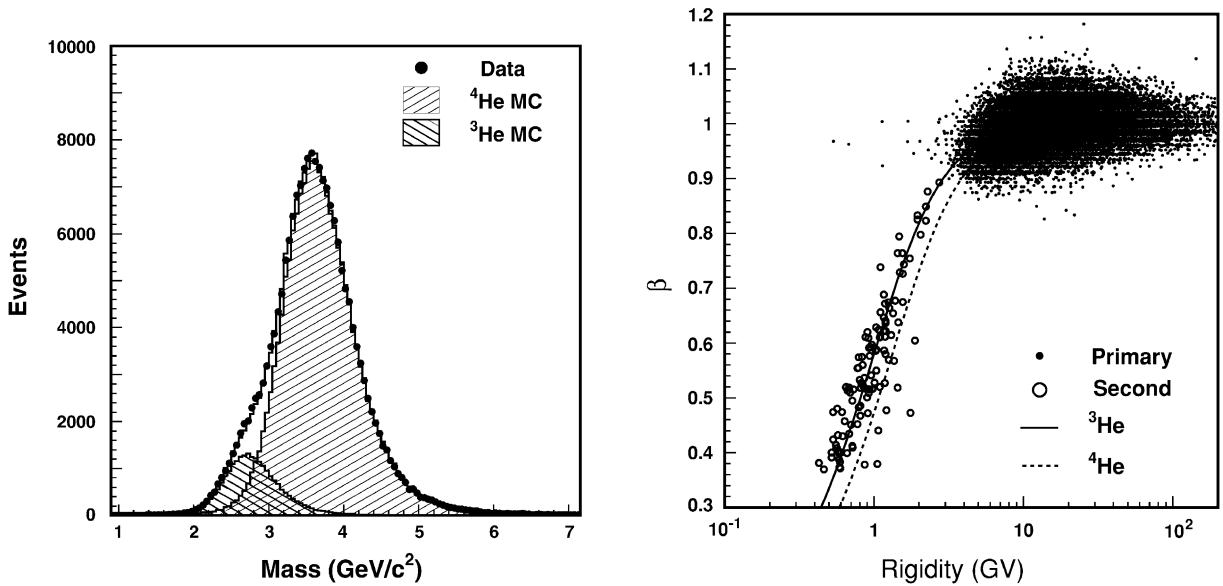 10000
8000
6000
4000
2000
0
1 2 3 4 5 6 7
Events
Mass (GeV/c²)
Data
⁴He MC
³He MC
1.2
1.1
1
0.9
0.8
0.7
0.6
0.5
0.4
0.3
10⁻¹ 1 10 10²
β
Rigidity (GV)
Primary
Second
³He
⁴He